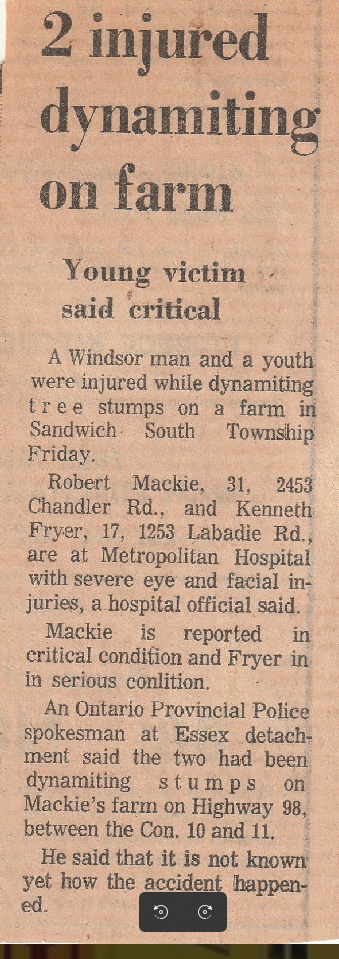 2 injured
dynamiting
on farm
Young victim
said critical
A Windsor man and a youth
were injured while dynamiting
tree stumps on a farm in
Sandwich South Township
Friday.
Robert Mackie, 31, 2453
Chandler Rd., and Kenneth
Fryer, 17, 1253 Labadie Rd.,
are at Metropolitan Hospital
with severe eye and facial in-
juries, a hospital official said.
Mackie is reported in
critical condition and Fryer in
in serious conlition.
An Ontario Provincial Police
spokesman at Essex detach-
ment said the two had been
dynamiting stumps on
Mackie's farm on Highway 98,
between the Con. 10 and 11.
He said that it is not known
yet how the accident happen-
ed.